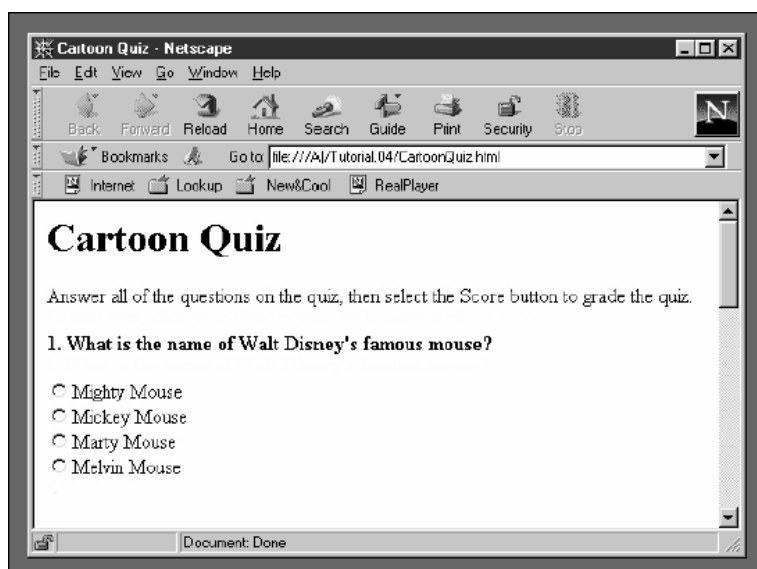 Cartoon Quiz - Netscape
File Edit View Go Window Help
Back Forward Reload Home Search Guide Print Security Stop
N
Bookmarks Go to: file:///A|/Tutorial.04/CartoonQuiz.html
Internet Lookup New&Cool RealPlayer
Cartoon Quiz
Answer all of the questions on the quiz, then select the Score button to grade the quiz.
1. What is the name of Walt Disney's famous mouse?
Mighty Mouse
Mickey Mouse
Marty Mouse
Melvin Mouse
Document: Done